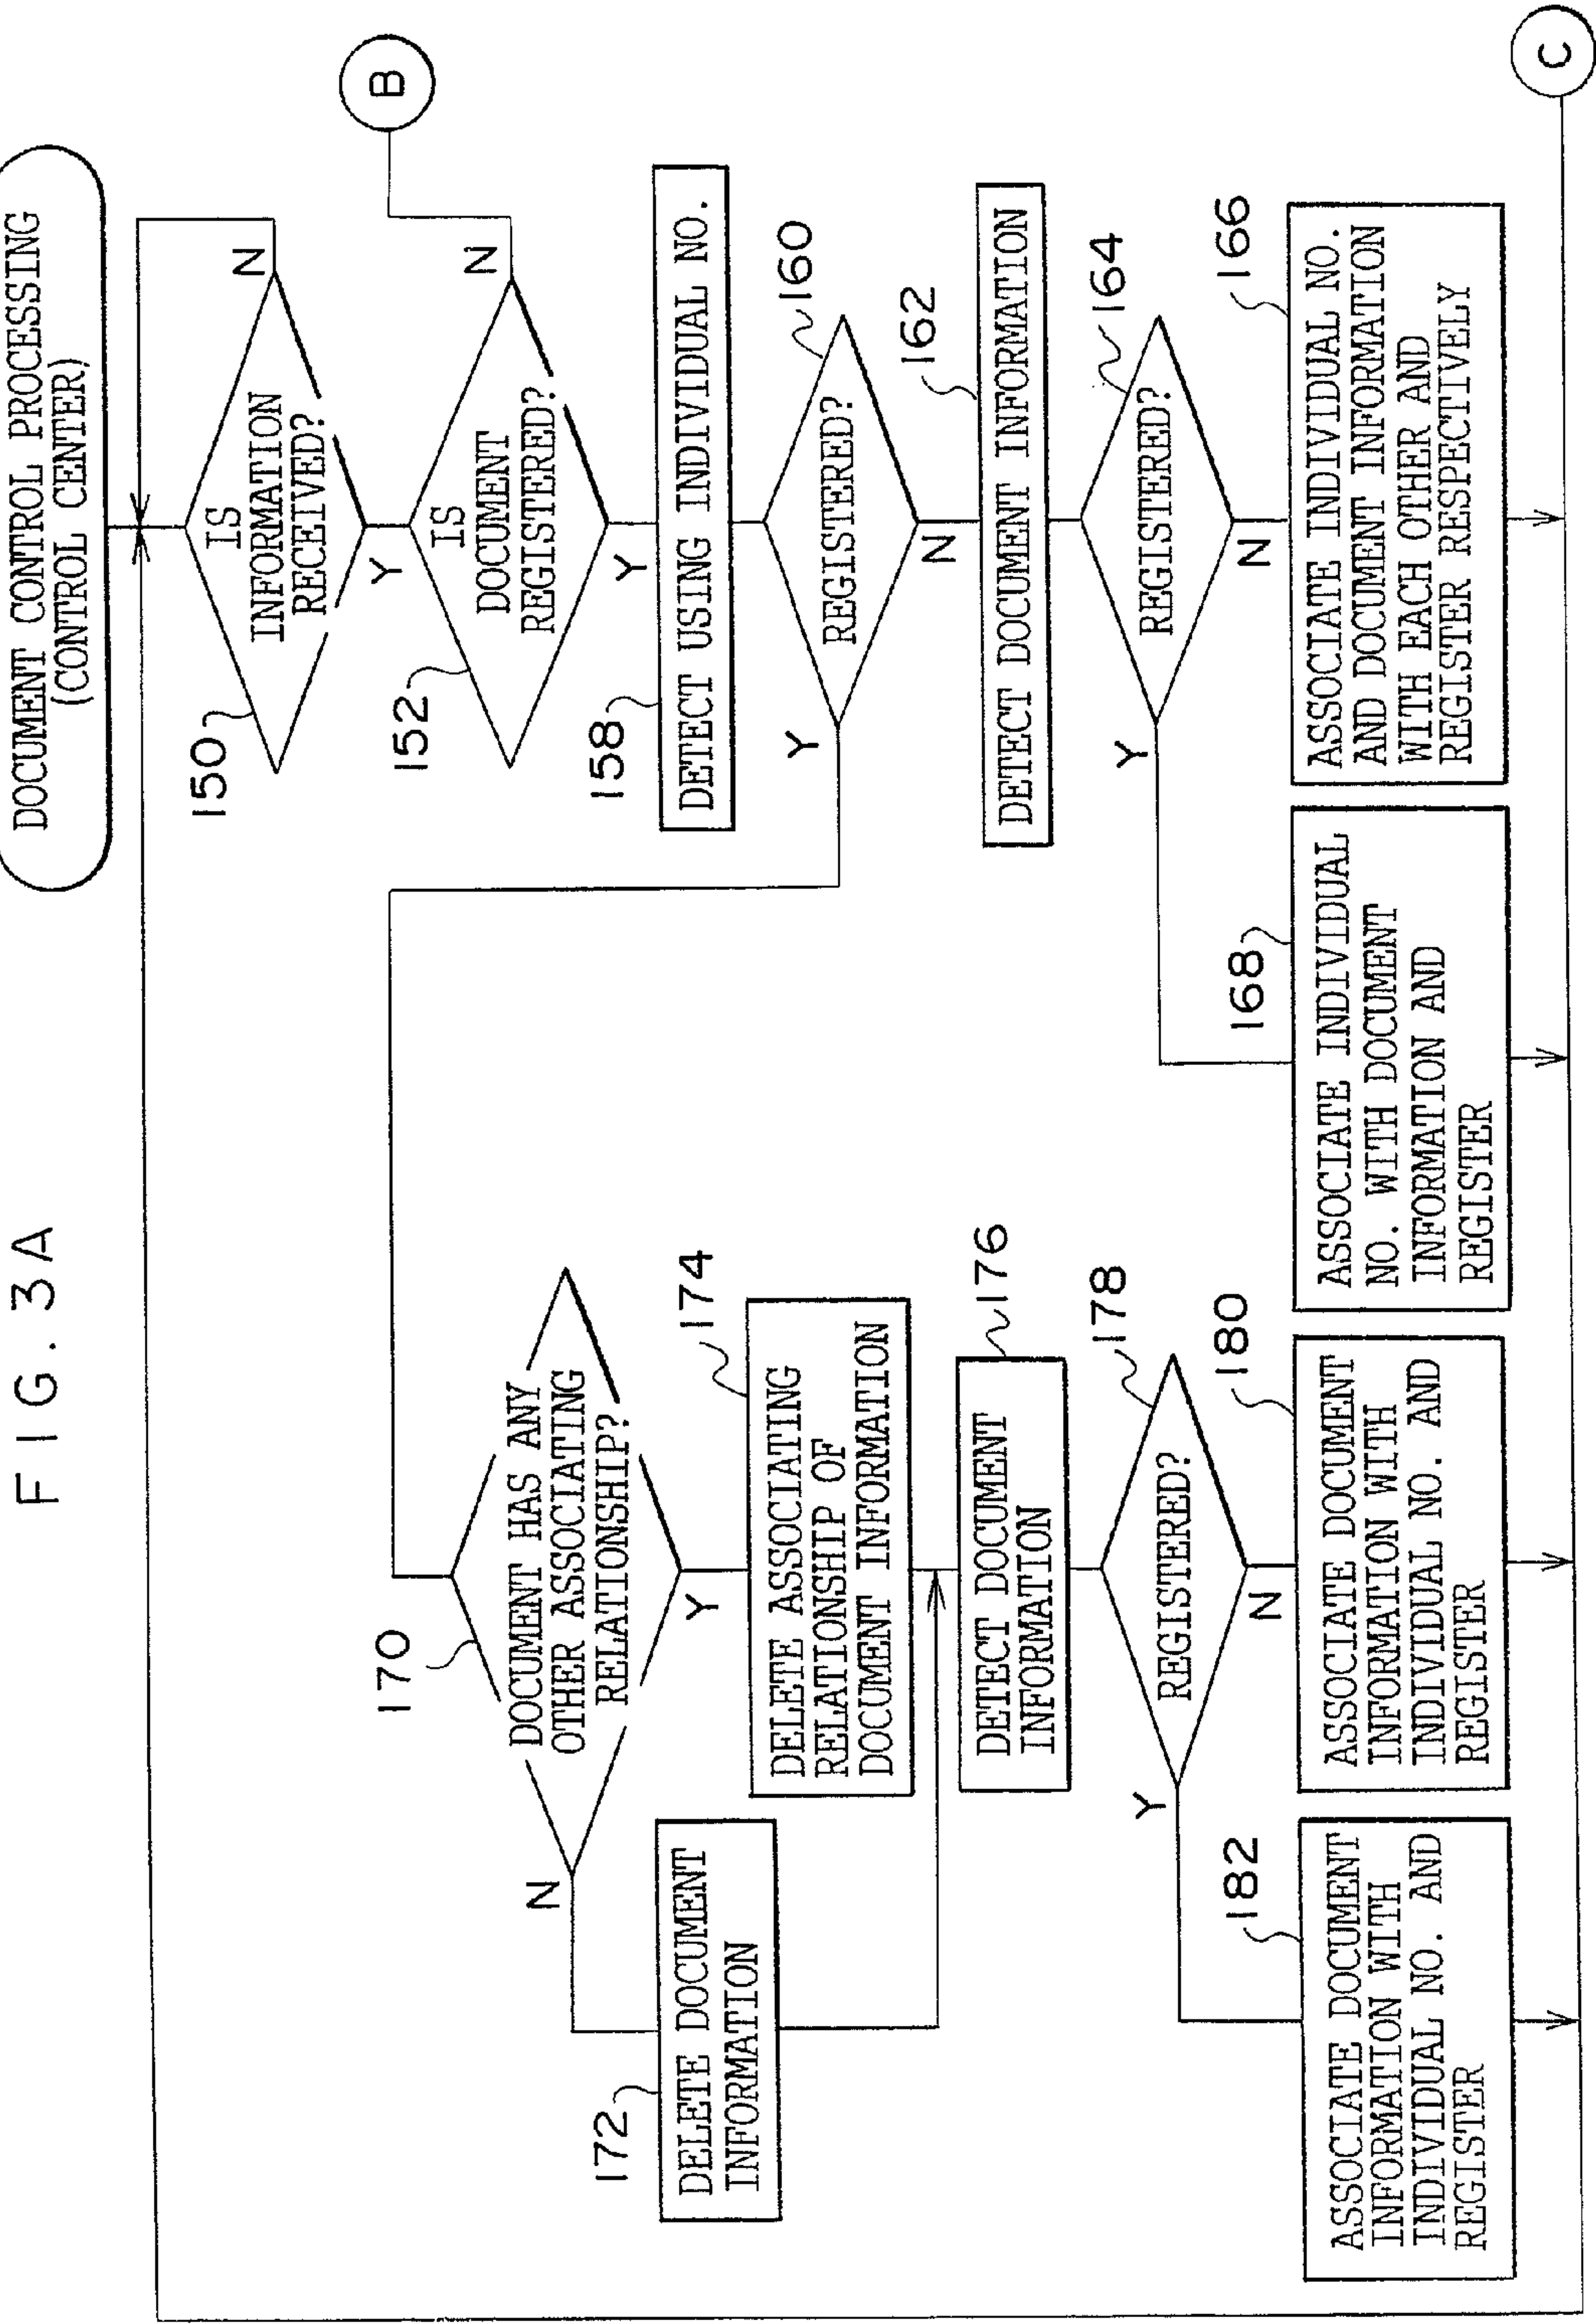 FIG. 3A
DOCUMENT CONTROL PROCESSING
(CONTROL CENTER)
150
IS
INFORMATION
RECEIVED?
N
Y
152
IS
DOCUMENT
REGISTERED?
N
B
Y
158
DETECT USING INDIVIDUAL NO.
160
REGISTERED?
Y
N
162
DETECT DOCUMENT INFORMATION
164
REGISTERED?
Y
N
166
ASSOCIATE INDIVIDUAL NO.
AND DOCUMENT INFORMATION
WITH EACH OTHER AND
REGISTER RESPECTIVELY
168
ASSOCIATE INDIVIDUAL
NO. WITH DOCUMENT
INFORMATION AND
REGISTER
170
DOCUMENT HAS ANY
OTHER ASSOCIATING
RELATIONSHIP?
N
Y
172
DELETE DOCUMENT
INFORMATION
174
DELETE ASSOCIATING
RELATIONSHIP OF
DOCUMENT INFORMATION
176
DETECT DOCUMENT
INFORMATION
178
REGISTERED?
Y
N
180
ASSOCIATE DOCUMENT
INFORMATION WITH
INDIVIDUAL NO. AND
REGISTER
182
ASSOCIATE DOCUMENT
INFORMATION WITH
INDIVIDUAL NO. AND
REGISTER
C